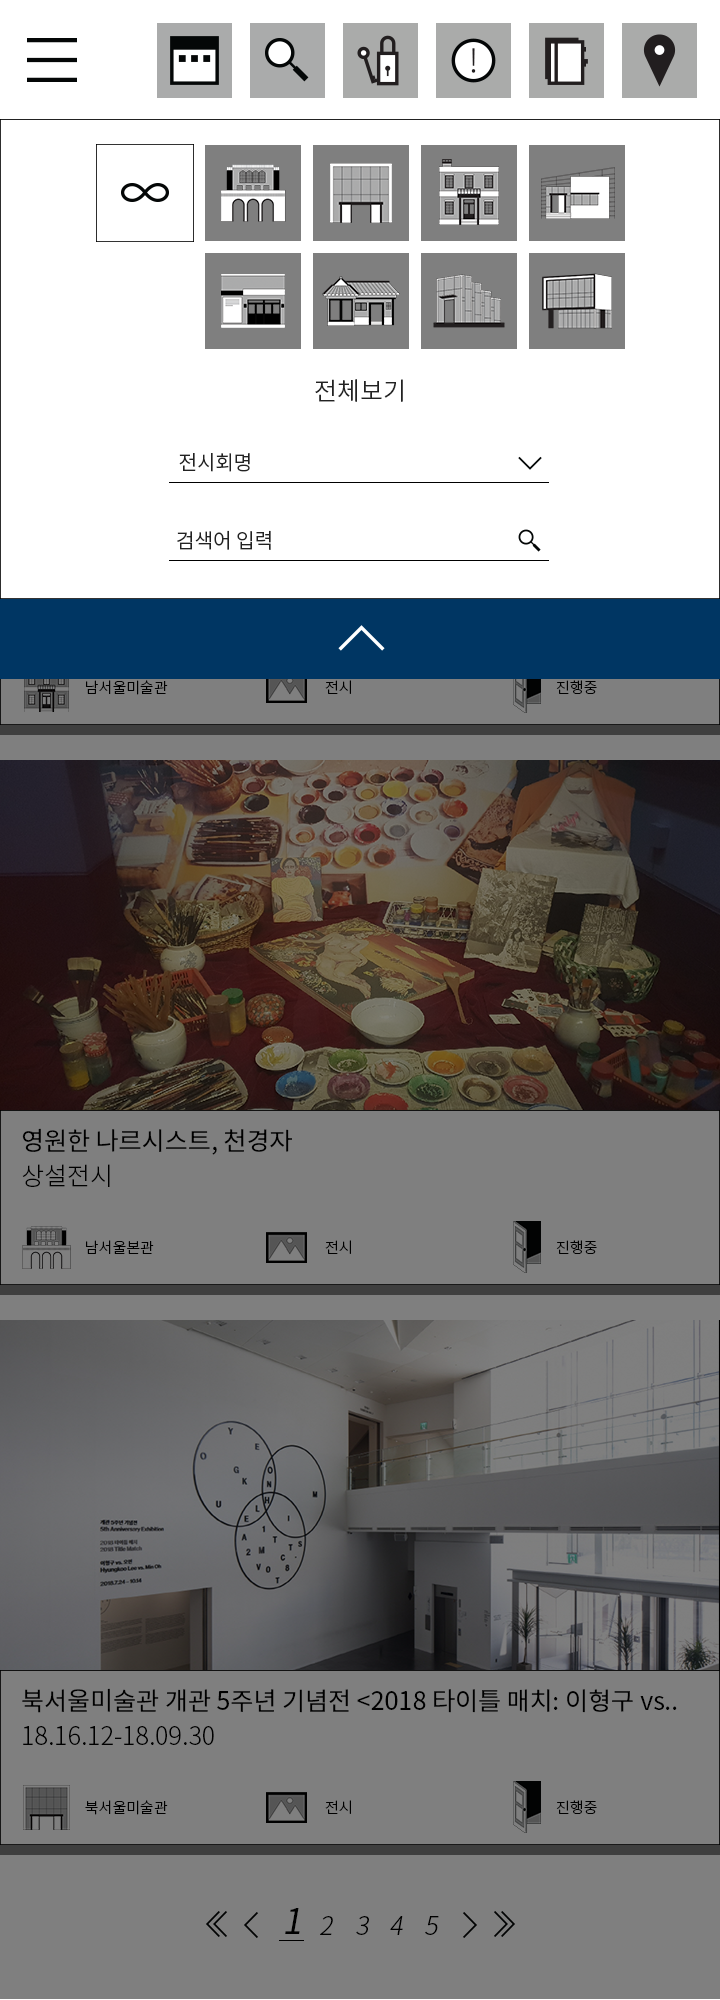 전체보기
전시회명
검색어 입력
남서울미술관 전시 진행중
영원한 나르시스트, 천경자
상설전시
남서울본관 전시 진행중
개관 5주년 기념전
5th Anniversary Exhibition
2018 타이틀 매치
2018 Title Match
이형구 vs. 오민
Hyungkoo Lee vs. Min Oh
북서울미술관 개관 5주년 기념전 <2018 타이틀 매치: 이형구 vs..
18.16.12-18.09.30
북서울미술관 전시 진행중
1 2 3 4 5